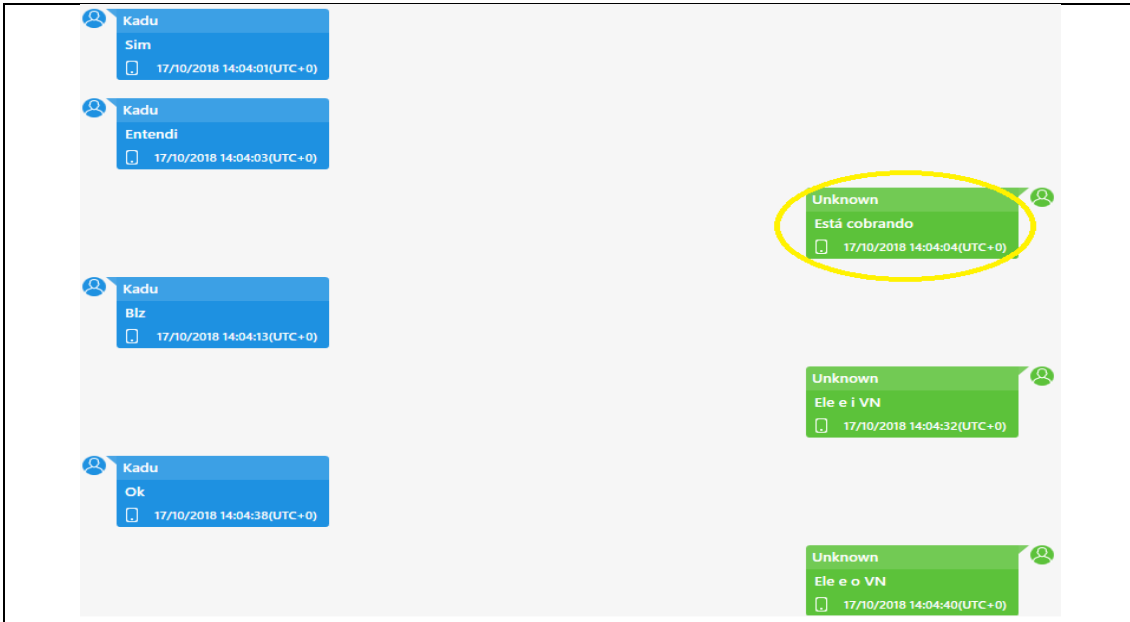 Kadu
Sim
17/10/2018 14:04:01(UTC+0)
Kadu
Entendi
17/10/2018 14:04:03(UTC+0)
Unknown
Está cobrando
17/10/2018 14:04:04(UTC+0)
Kadu
Blz
17/10/2018 14:04:13(UTC+0)
Unknown
Ele e i VN
17/10/2018 14:04:32(UTC+0)
Kadu
Ok
17/10/2018 14:04:38(UTC+0)
Unknown
Ele e o VN
17/10/2018 14:04:40(UTC+0)